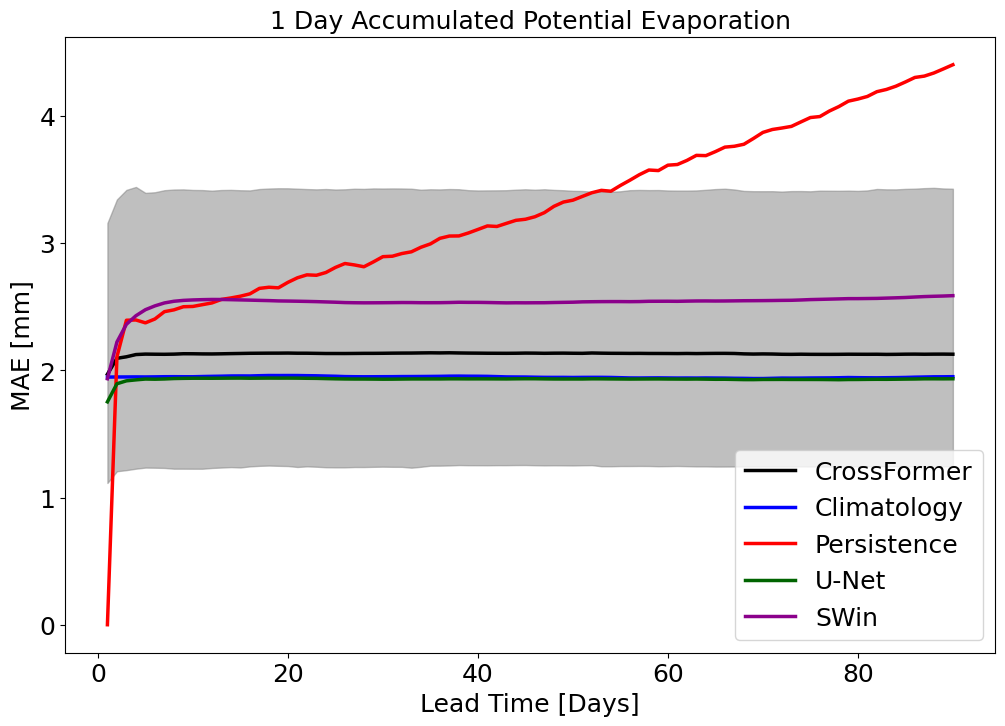 1 Day Accumulated Potential Evaporation
MAE [mm]
4
3
2
1
0
CrossFormer
Climatology
Persistence
U-Net
SWin
0 20 40 60 80
Lead Time [Days]